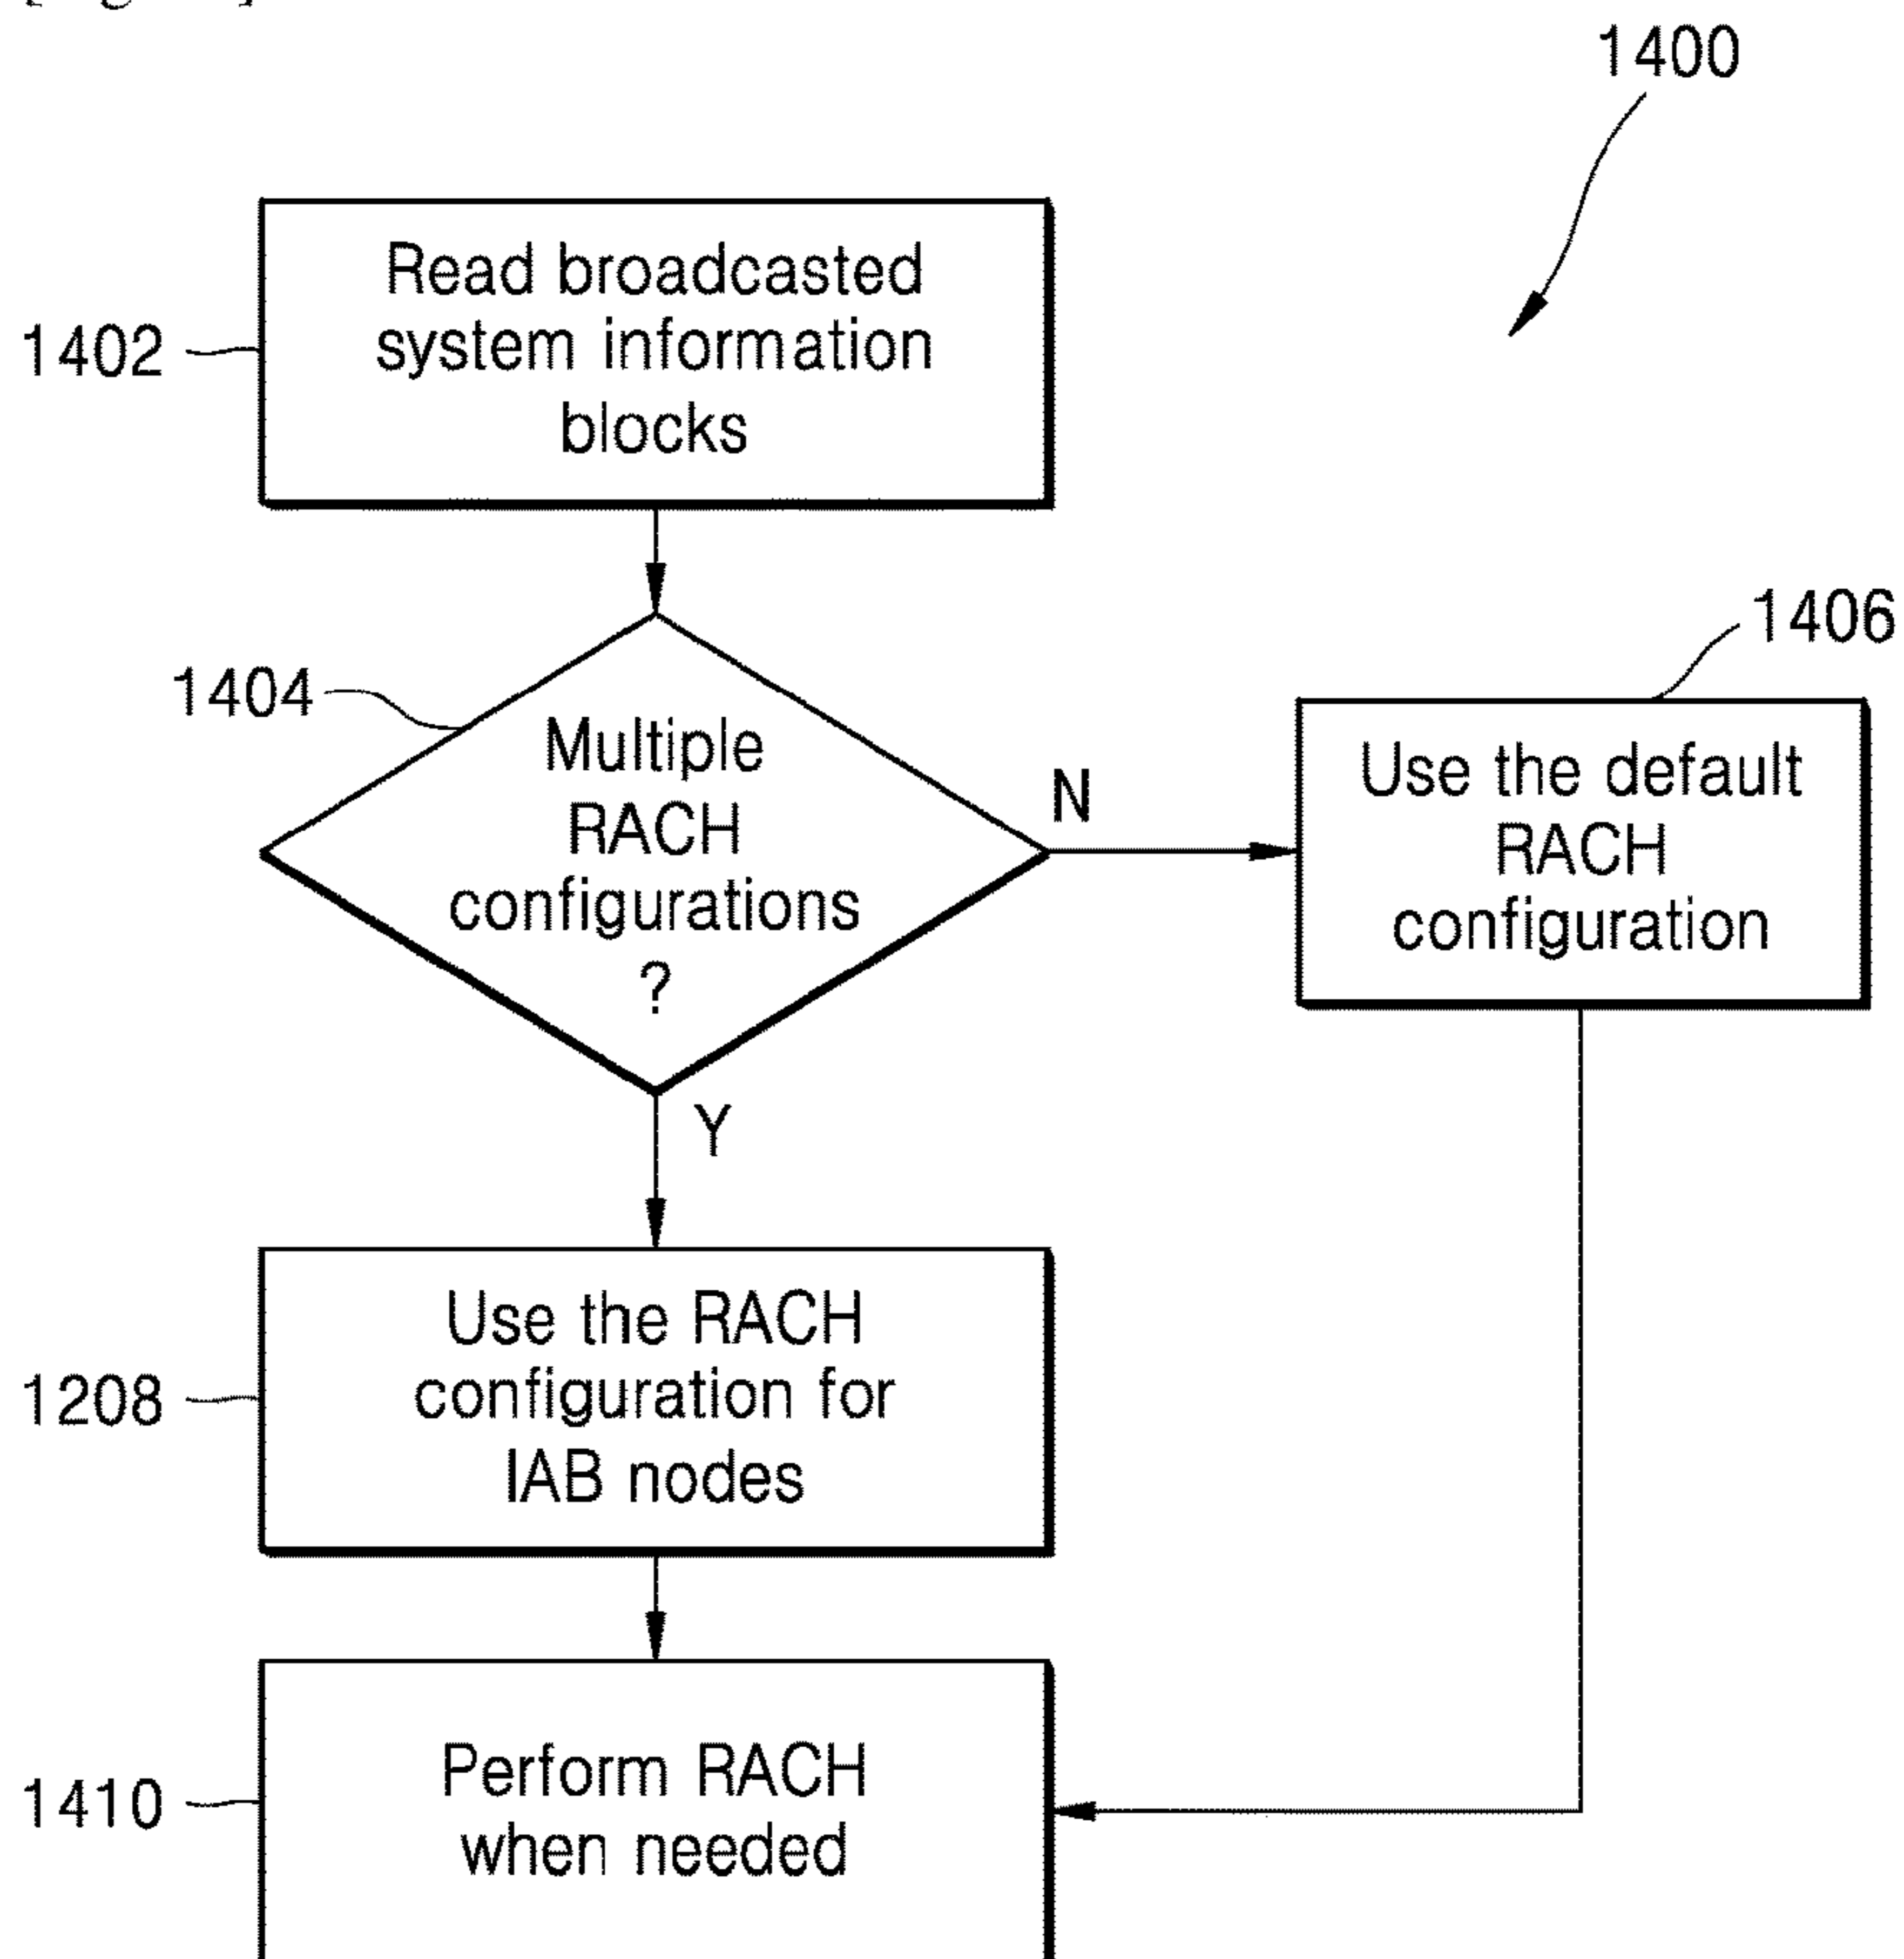 1400
Read broadcasted
system information
blocks
1402
1406
1404
Multiple
RACH
configurations
?
N
Use the default
RACH
configuration
Y
Use the RACH
configuration for
IAB nodes
1208
Perform RACH
when needed
1410